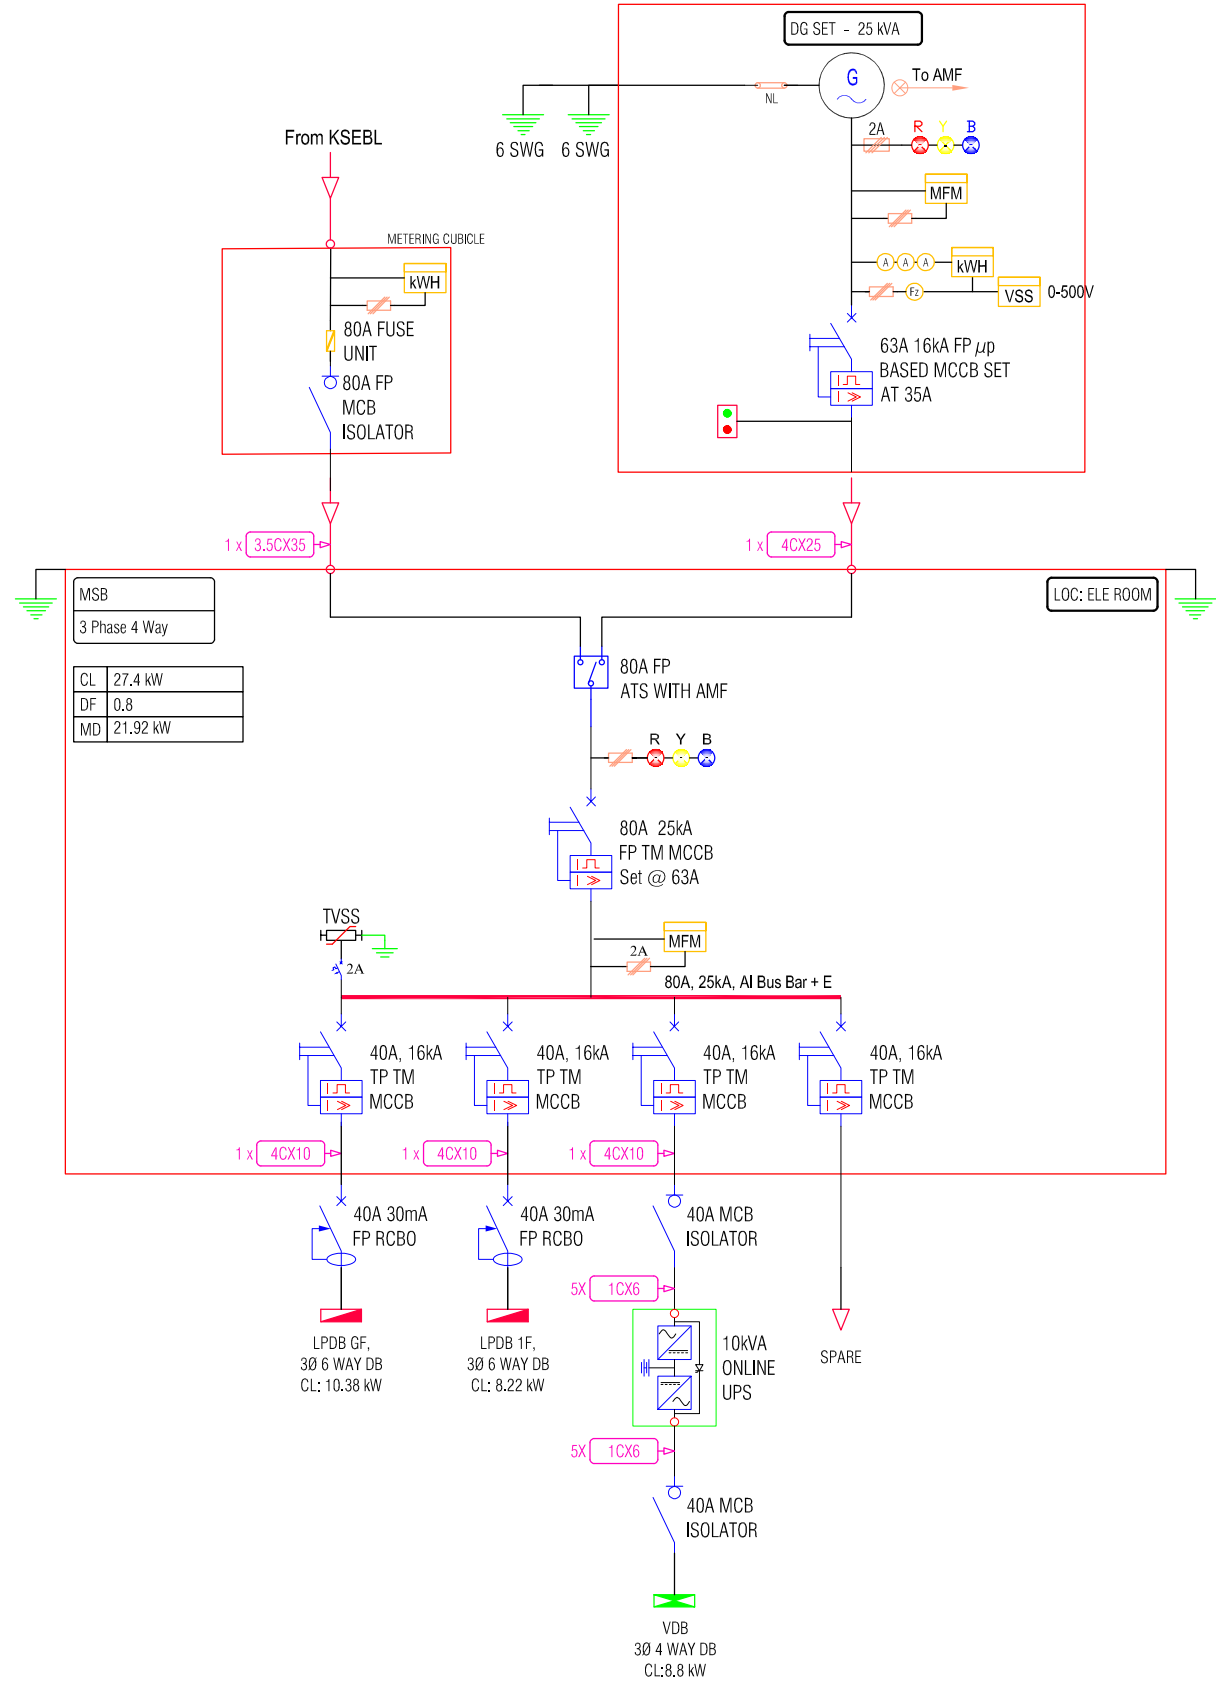 DG SET - 25 kVA
G
To AMF
NL
2A
R Y B
6 SWG 6 SWG
From KSEBL
MFM
METERING CUBICLE
kWH
A A A kWH
Fz VSS 0-500V
80A FUSE
UNIT
80A FP
MCB
ISOLATOR
63A 16kA FP µp
BASED MCCB SET
AT 35A
1 x 3.5CX35
1 x 4CX25
MSB
3 Phase 4 Way
LOC: ELE ROOM
CL 27.4 kW
DF 0.8
MD 21.92 kW
80A FP
ATS WITH AMF
R Y B
80A 25kA
FP TM MCCB
Set @ 63A
TVSS
2A
MFM
2A
80A, 25kA, Al Bus Bar + E
40A, 16kA
TP TM
MCCB
40A, 16kA
TP TM
MCCB
40A, 16kA
TP TM
MCCB
40A, 16kA
TP TM
MCCB
1 x 4CX10
1 x 4CX10
1 x 4CX10
40A 30mA
FP RCBO
40A 30mA
FP RCBO
40A MCB
ISOLATOR
5X 1CX6
LPDB GF,
3Ø 6 WAY DB
CL: 10.38 kW
LPDB 1F,
3Ø 6 WAY DB
CL: 8.22 kW
10kVA
ONLINE
UPS
SPARE
5X 1CX6
40A MCB
ISOLATOR
VDB
3Ø 4 WAY DB
CL:8.8 kW